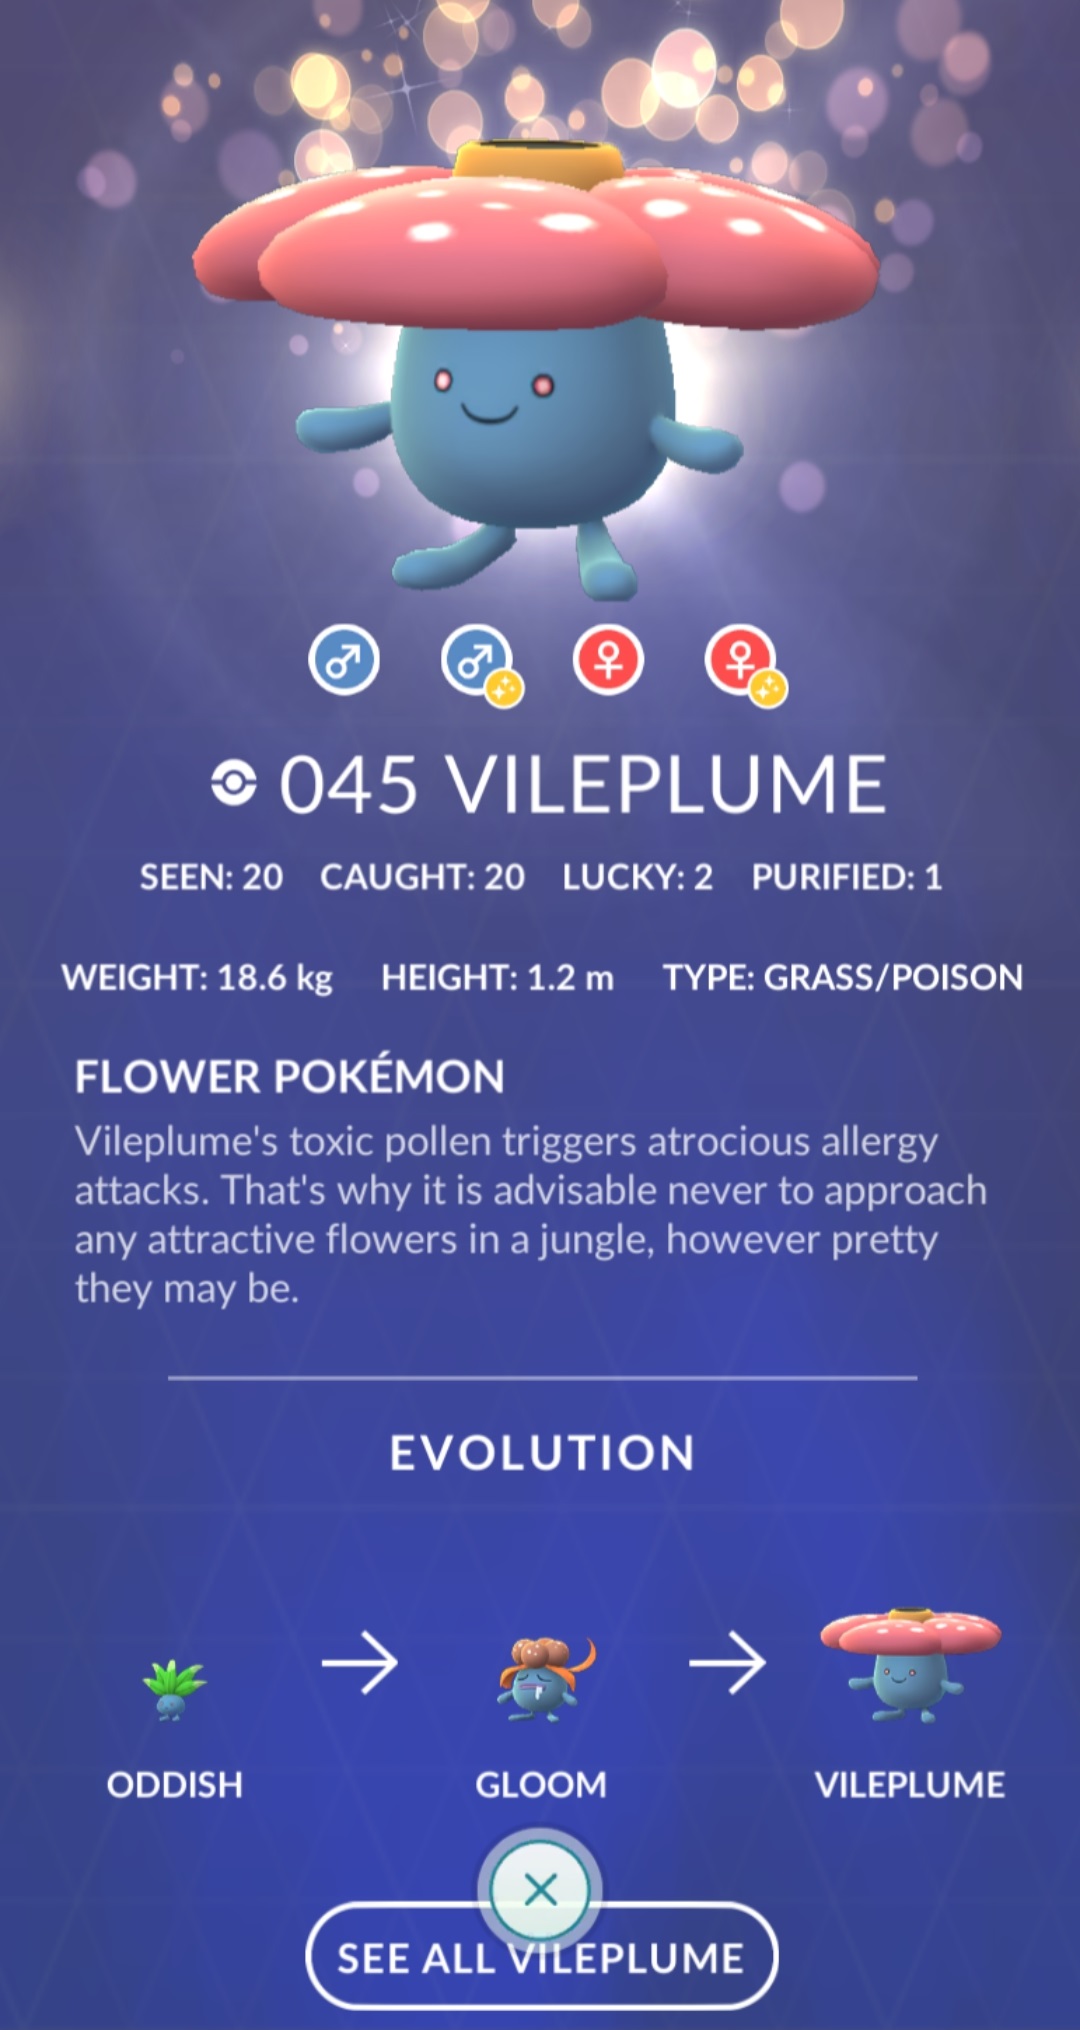 045 VILEPLUME
SEEN: 20 CAUGHT: 20 LUCKY: 2 PURIFIED: 1
WEIGHT: 18.6 kg HEIGHT: 1.2 m TYPE: GRASS/POISON
FLOWER POKÉMON
Vileplume's toxic pollen triggers atrocious allergy
attacks. That's why it is advisable never to approach
any attractive flowers in a jungle, however pretty
they may be.
EVOLUTION
ODDISH GLOOM VILEPLUME
SEE ALL VILEPLUME